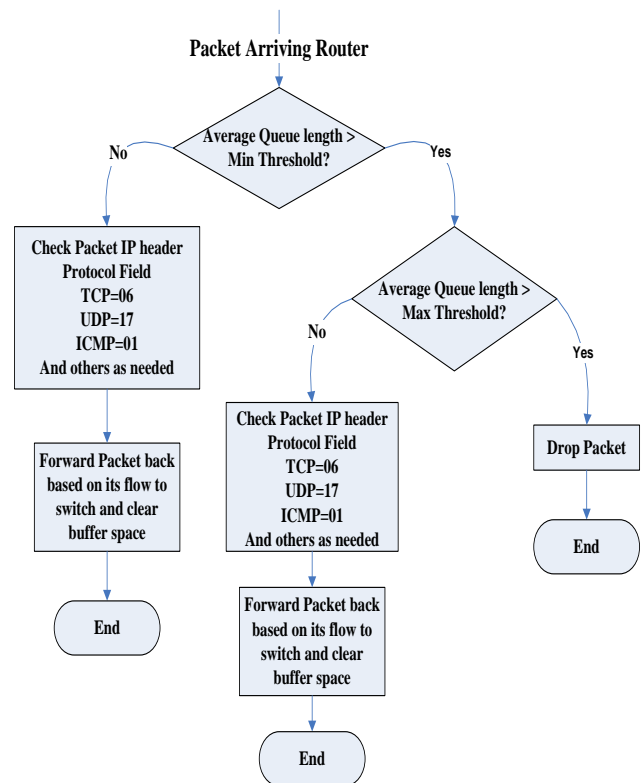 Packet Arriving Router
Average Queue length >
Min Threshold?
No
Yes
Check Packet IP header
Protocol Field
TCP=06
UDP=17
ICMP=01
And others as needed
Forward Packet back
based on its flow to
switch and clear
buffer space
End
Average Queue length >
Max Threshold?
No
Yes
Check Packet IP header
Protocol Field
TCP=06
UDP=17
ICMP=01
And others as needed
Forward Packet back
based on its flow to
switch and clear
buffer space
End
Drop Packet
End